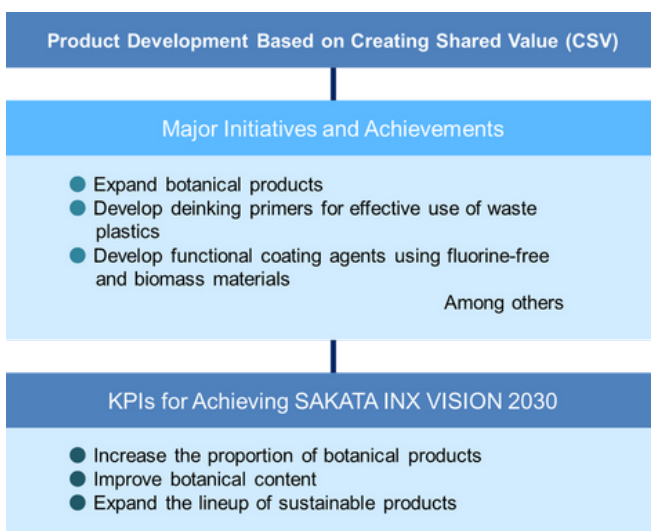 Product Development Based on Creating Shared Value (CSV)
Major Initiatives and Achievements
Expand botanical products
Develop deinking primers for effective use of waste
plastics
Develop functional coating agents using fluorine-free
and biomass materials
Among others
KPIs for Achieving SAKATA INX VISION 2030
Increase the proportion of botanical products
Improve botanical content
Expand the lineup of sustainable products